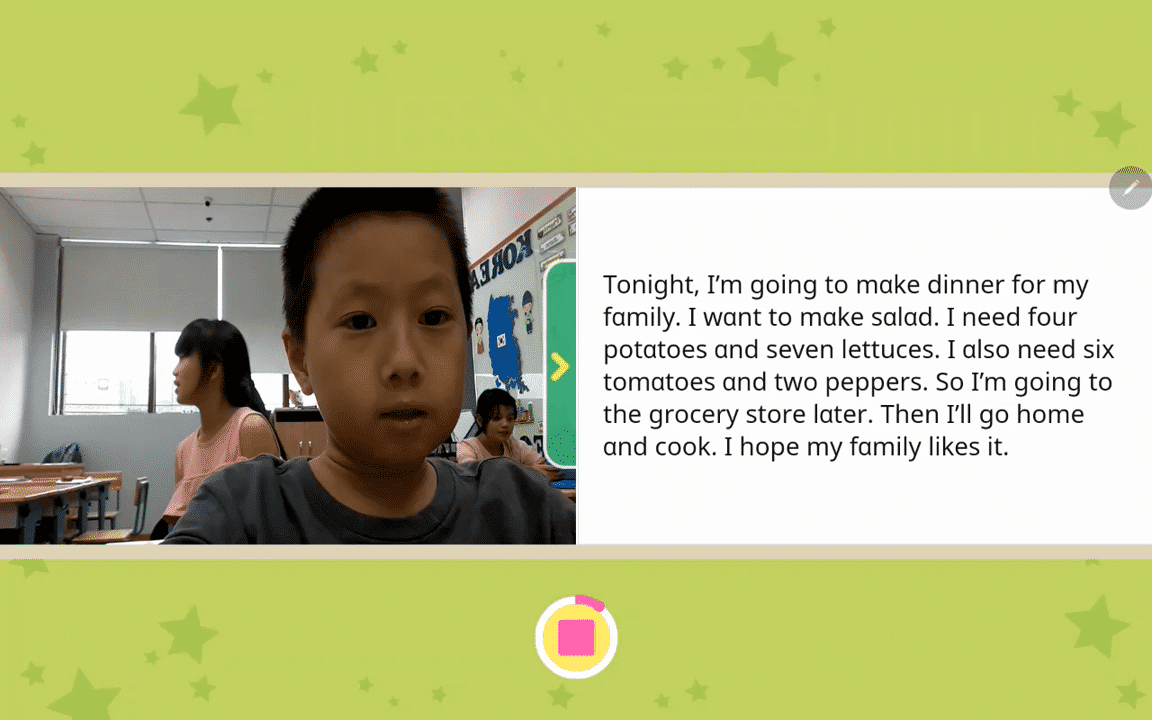 KOREA
Tonight, I'm going to make dinner for my
family. I want to make salad. I need four
potatoes and seven lettuces. I also need six
tomatoes and two peppers. So I'm going to
the grocery store later. Then I'll go home
and cook. I hope my family likes it.